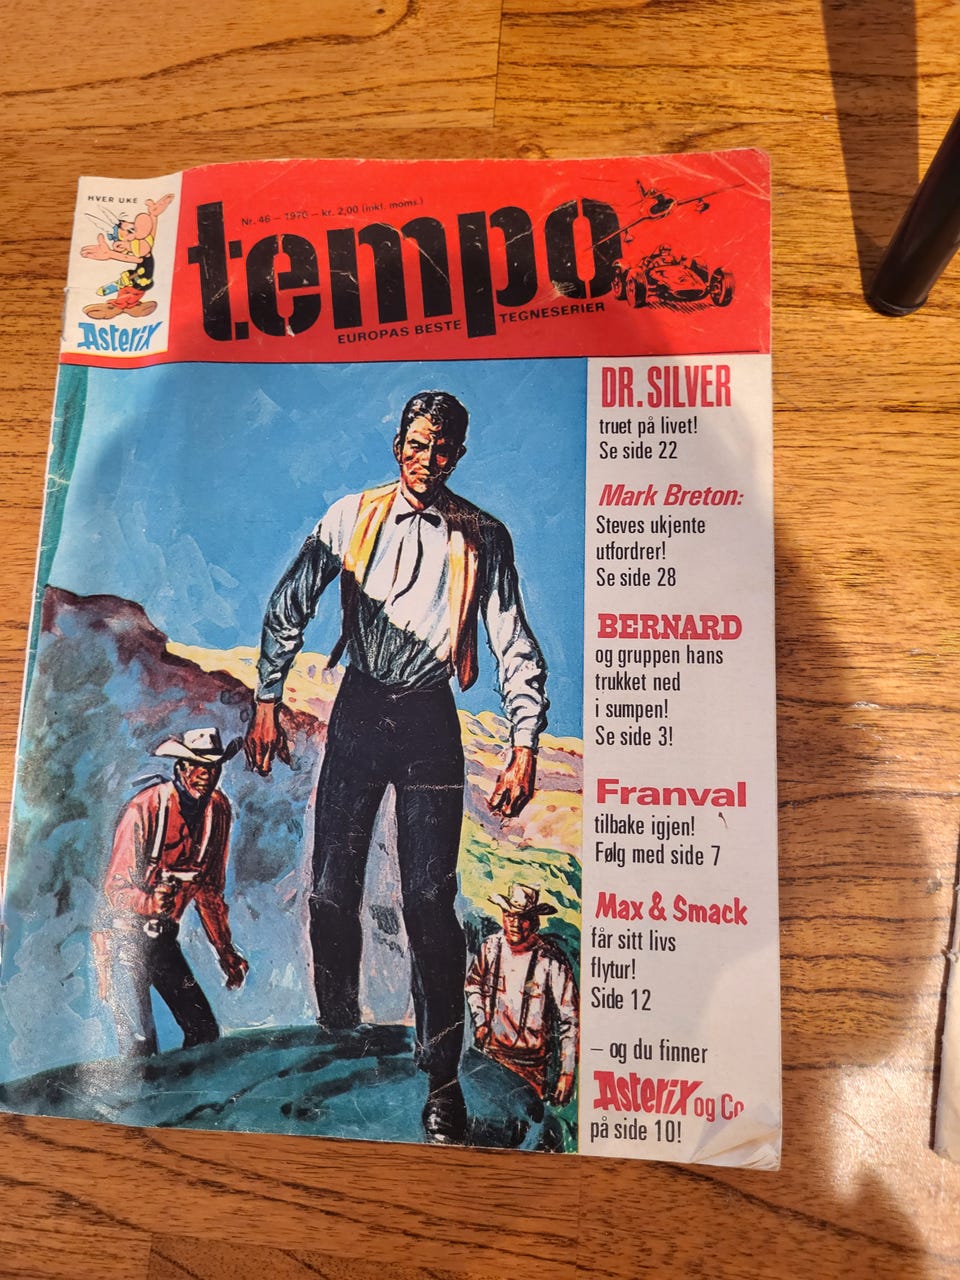 HVER UKE
Asterix
Nr. 46 – 1970 – kr. 2,00 (inkl. moms.)
tempo
EUROPAS BESTE TEGNESERIER
DR. SILVER
truet på livet!
Se side 22
Mark Breton:
Steves ukjente
utfordrer!
Se side 28
BERNARD
og gruppen hans
trukket ned
i sumpen!
Se side 3!
Franval
tilbake igjen!
Følg med side 7
Max & Smack
får sitt livs
flytur!
Side 12
– og du finner
Asterix og Co
på side 10!